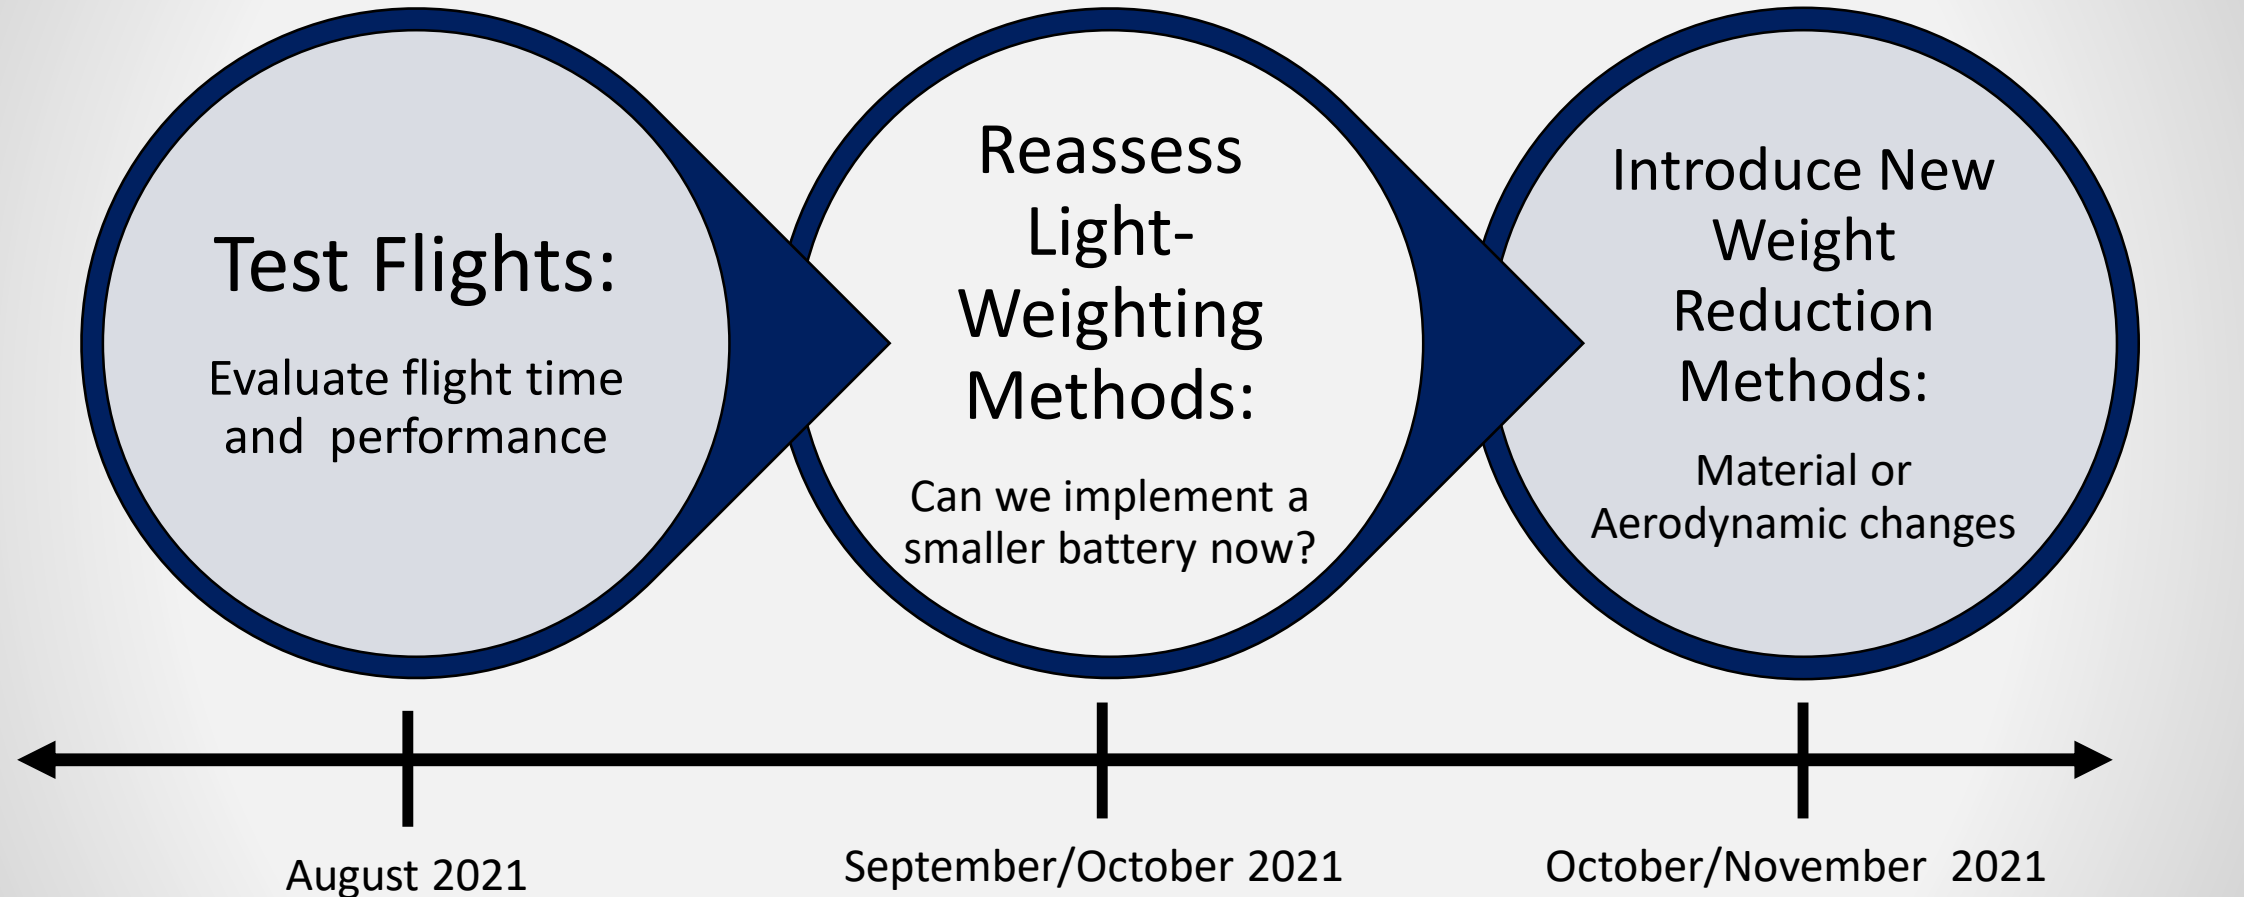 Test Flights:
Evaluate flight time
and  performance
Reassess
Light-
Weighting
Methods:
Can we implement a
smaller battery now?
Introduce New
Weight
Reduction
Methods:
Material or
Aerodynamic changes
August 2021
September/October 2021
October/November  2021